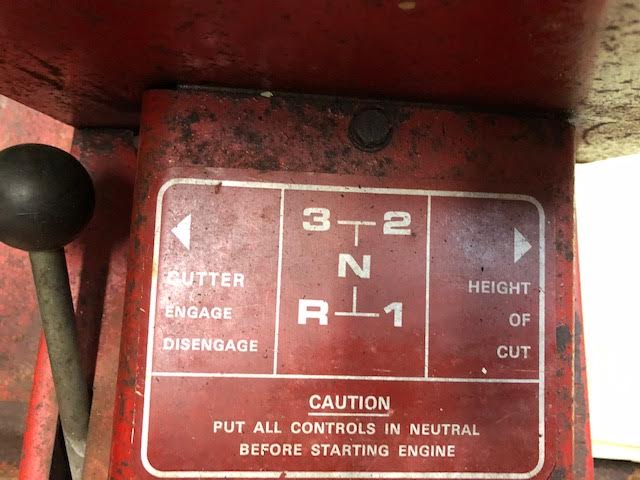 3 2
N
R 1
CUTTER
ENGAGE
DISENGAGE
HEIGHT
OF
CUT
CAUTION
PUT ALL CONTROLS IN NEUTRAL
BEFORE STARTING ENGINE